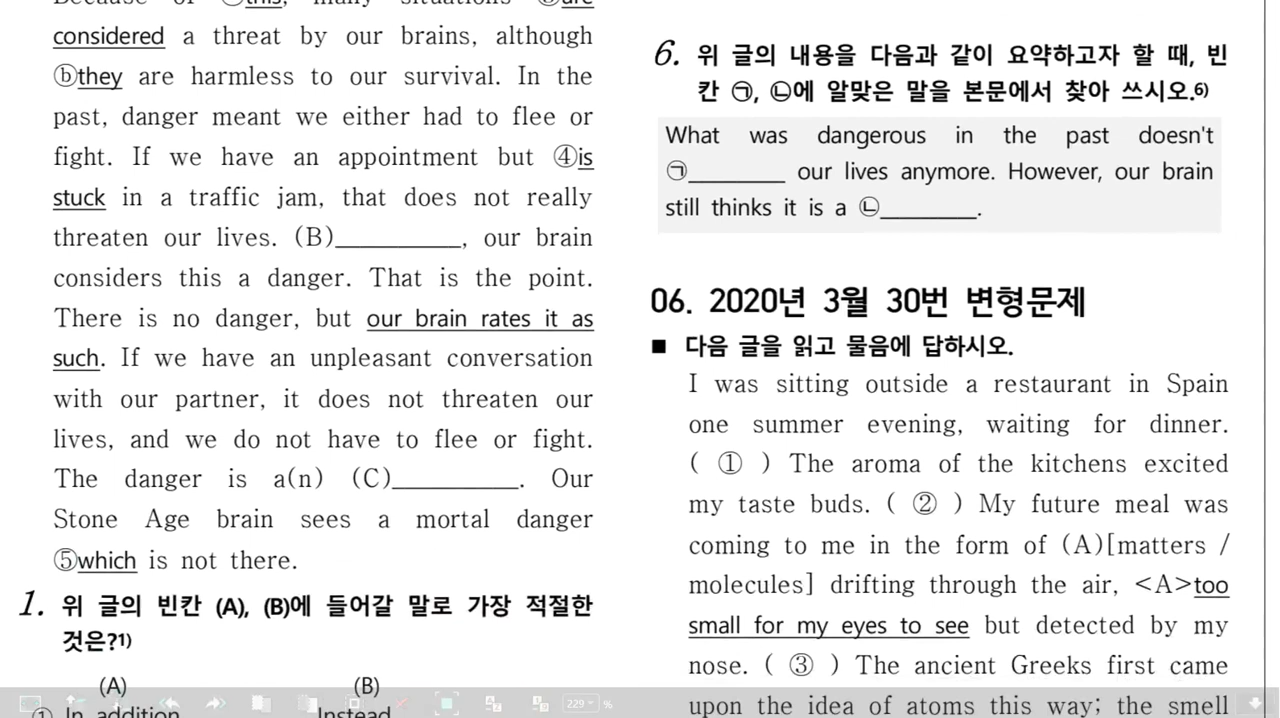 Because of ①this, many situations ③are
considered a threat by our brains, although
ⓑthey are harmless to our survival. In the
past, danger meant we either had to flee or
fight. If we have an appointment but ④is
stuck in a traffic jam, that does not really
threaten our lives. (B)__________, our brain
considers this a danger. That is the point.
There is no danger, but our brain rates it as
such. If we have an unpleasant conversation
with our partner, it does not threaten our
lives, and we do not have to flee or fight.
The danger is a(n) (C)__________. Our
Stone Age brain sees a mortal danger
⑤which is not there.
1. 위 글의 빈칸 (A), (B)에 들어갈 말로 가장 적절한
것은?1)
(A) (B)
① In addition Instead
6. 위 글의 내용을 다음과 같이 요약하고자 할 때, 빈
칸 ㉠, ㉡에 알맞은 말을 본문에서 찾아 쓰시오.6)
What was dangerous in the past doesn't
㉠________ our lives anymore. However, our brain
still thinks it is a ㉡________.
06. 2020년 3월 30번 변형문제
■ 다음 글을 읽고 물음에 답하시오.
I was sitting outside a restaurant in Spain
one summer evening, waiting for dinner.
( ① ) The aroma of the kitchens excited
my taste buds. ( ② ) My future meal was
coming to me in the form of (A)[matters /
molecules] drifting through the air, <A>too
small for my eyes to see but detected by my
nose. ( ③ ) The ancient Greeks first came
upon the idea of atoms this way; the smell
229 %